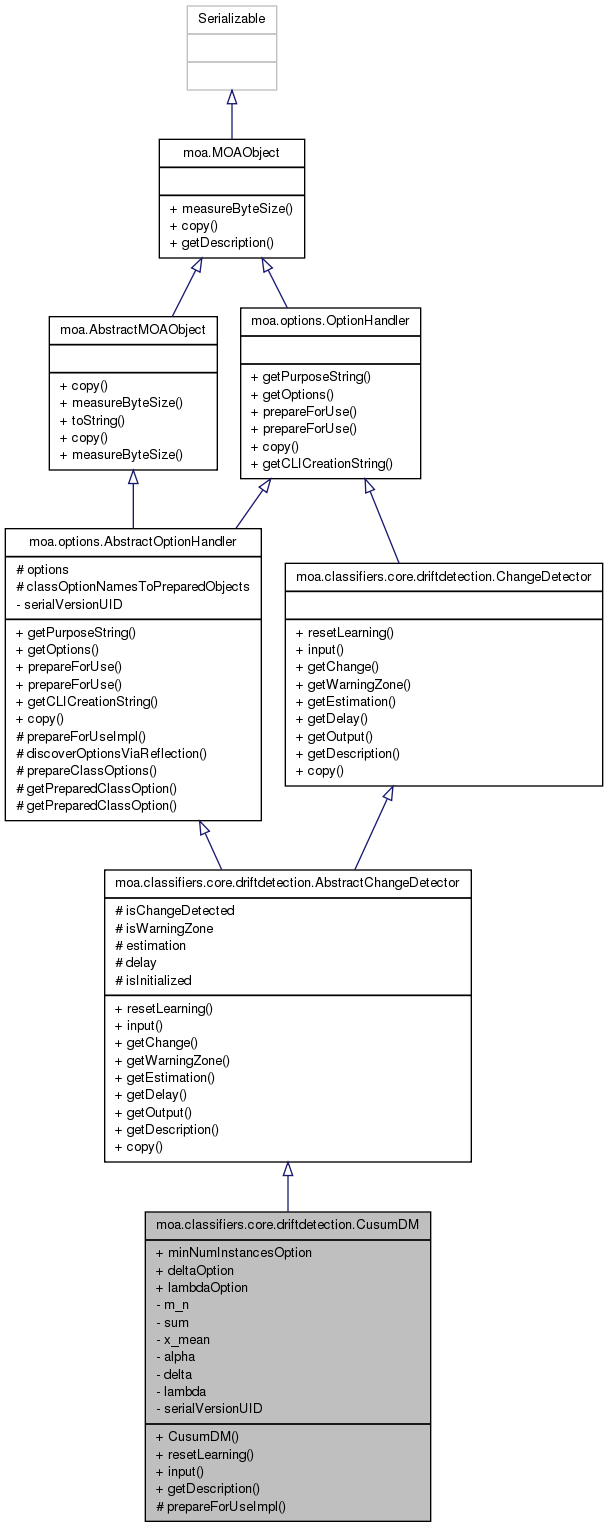 Serializable
moa.MOAObject
+ measureByteSize()
+ copy()
+ getDescription()
moa.AbstractMOAObject
+ copy()
+ measureByteSize()
+ toString()
+ copy()
+ measureByteSize()
moa.options.OptionHandler
+ getPurposeString()
+ getOptions()
+ prepareForUse()
+ prepareForUse()
+ copy()
+ getCLICreationString()
moa.options.AbstractOptionHandler
# options
# classOptionNamesToPreparedObjects
- serialVersionUID
+ getPurposeString()
+ getOptions()
+ prepareForUse()
+ prepareForUse()
+ getCLICreationString()
+ copy()
# prepareForUseImpl()
# discoverOptionsViaReflection()
# prepareClassOptions()
# getPreparedClassOption()
# getPreparedClassOption()
moa.classifiers.core.driftdetection.ChangeDetector
+ resetLearning()
+ input()
+ getChange()
+ getWarningZone()
+ getEstimation()
+ getDelay()
+ getOutput()
+ getDescription()
+ copy()
moa.classifiers.core.driftdetection.AbstractChangeDetector
# isChangeDetected
# isWarningZone
# estimation
# delay
# isInitialized
+ resetLearning()
+ input()
+ getChange()
+ getWarningZone()
+ getEstimation()
+ getDelay()
+ getOutput()
+ getDescription()
+ copy()
moa.classifiers.core.driftdetection.CusumDM
+ minNumInstancesOption
+ deltaOption
+ lambdaOption
- m_n
- sum
- x_mean
- alpha
- delta
- lambda
- serialVersionUID
+ CusumDM()
+ resetLearning()
+ input()
+ getDescription()
# prepareForUseImpl()